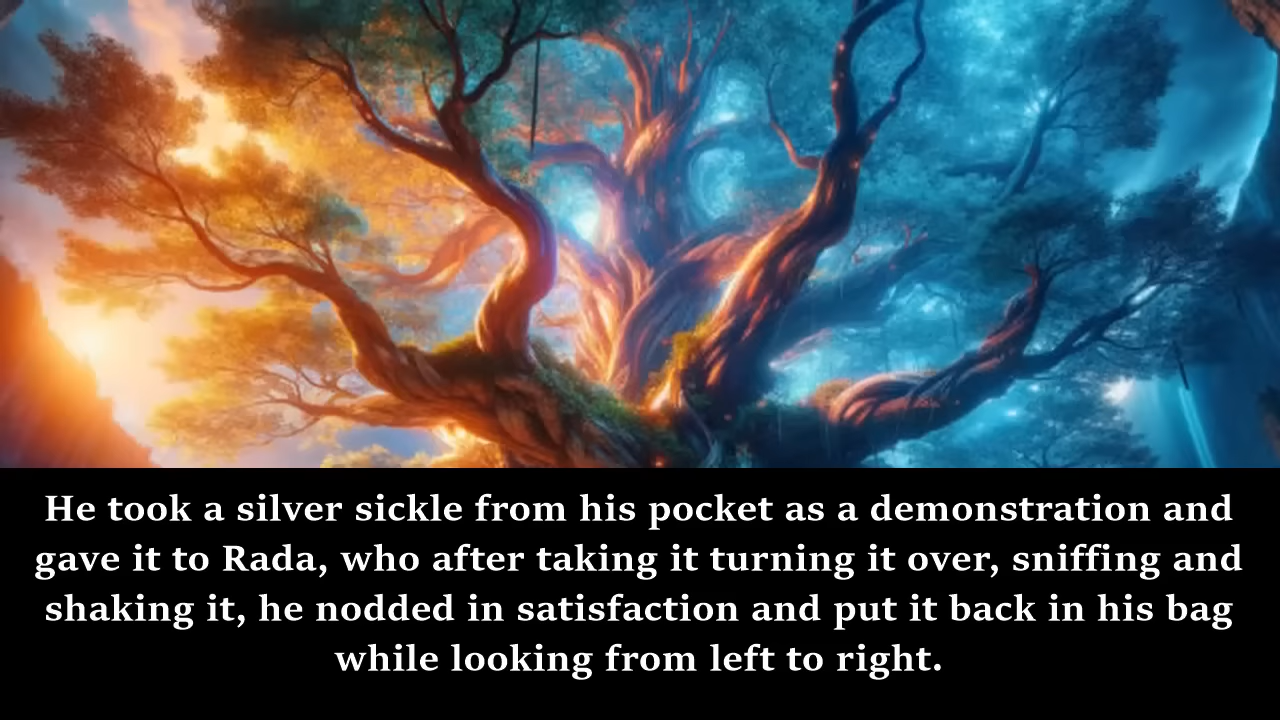 He took a silver sickle from his pocket as a demonstration and
gave it to Rada, who after taking it turning it over, sniffing and
shaking it, he nodded in satisfaction and put it back in his bag
while looking from left to right.